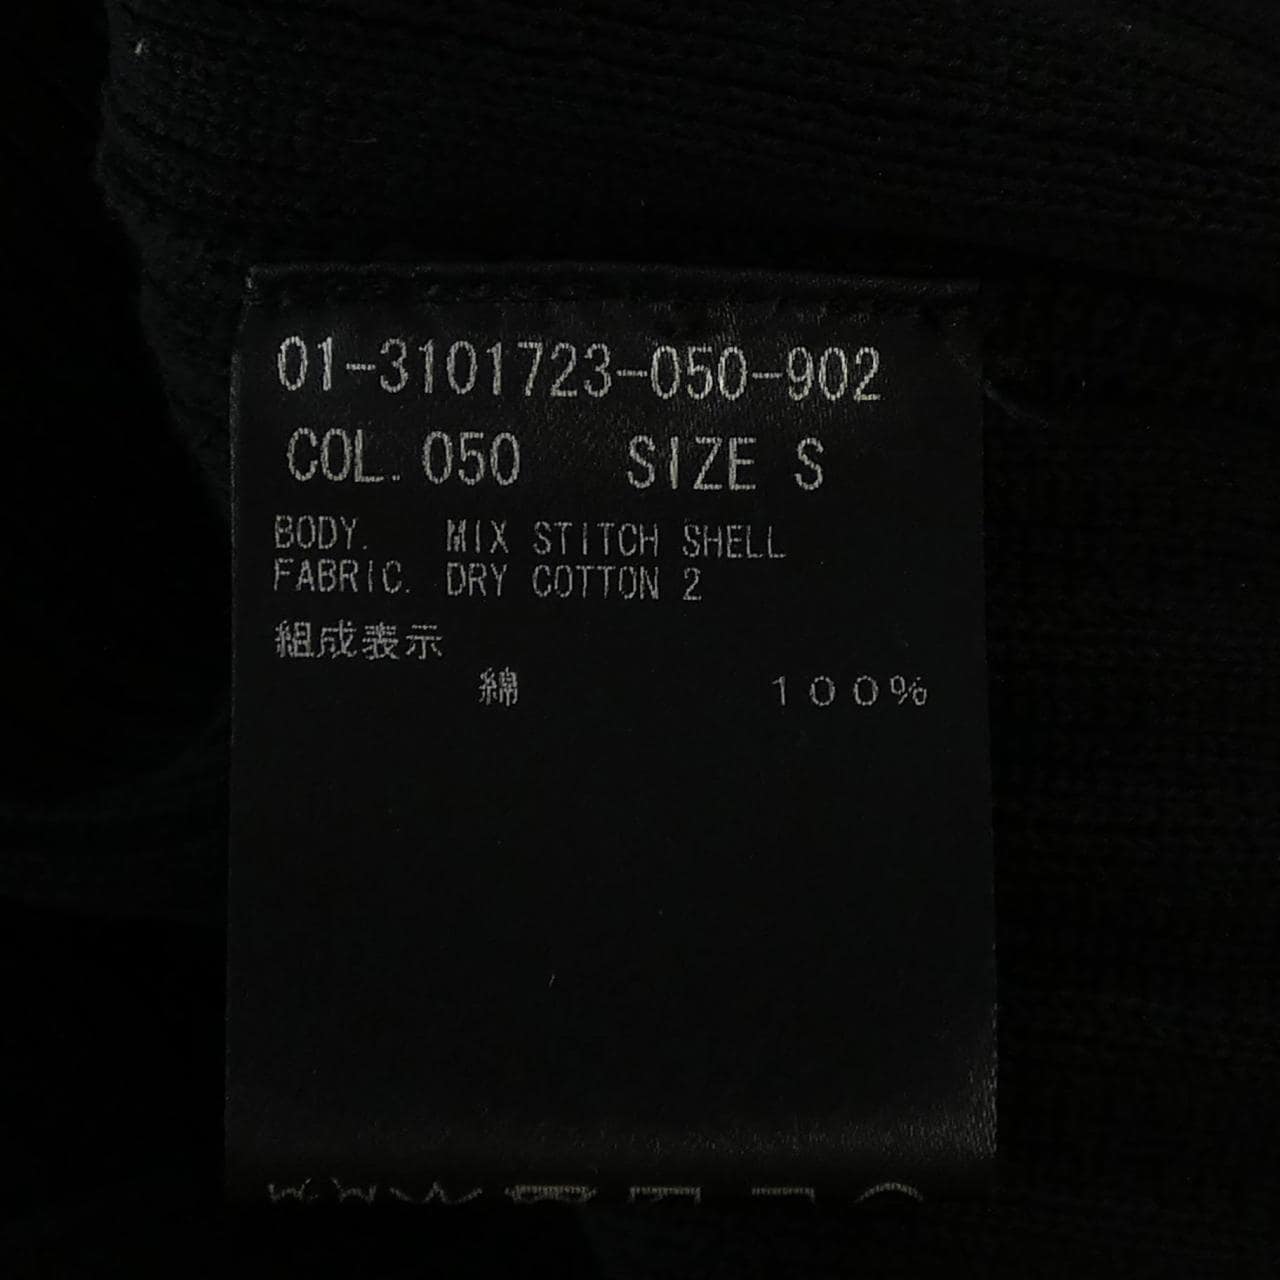 01-3101723-050-902
COL. 050 SIZE S
BODY. MIX STITCH SHELL
FABRIC. DRY COTTON 2
組成表示
綿 100%